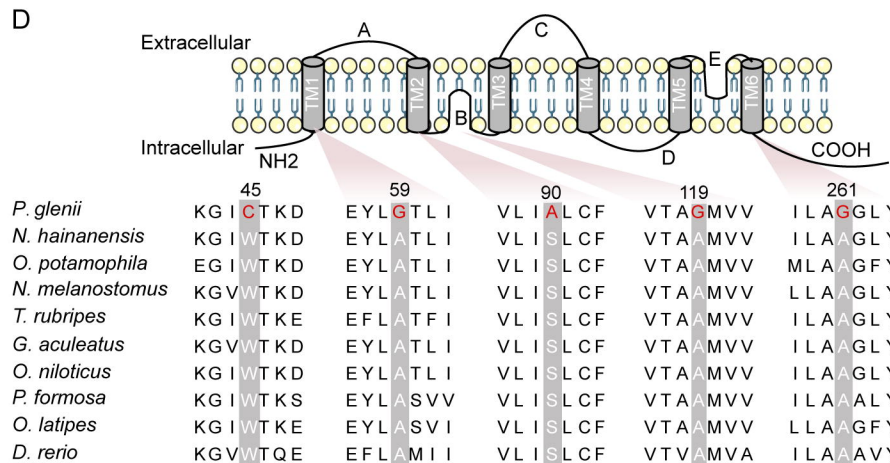 D
Extracellular
A
C
E
TM1
TM2
TM3
TM4
TM5
TM6
B
Intracellular
NH2
D
COOH
45 59 90 119 261
P. glenii KGICTKD EYLGTLI VLIALCF VTAGMVV ILAGGLY
N. hainanensis KGIWTKD EYLATLI VLISLCF VTAAMVV ILAAGLY
O. potamophila EGIWTKD EYLATLI VLISLCF VTAAMVV MLAAGFY
N. melanostomus KGVWTKD EYLATLI VLISLCF VTAAMVV LLAAGLY
T. rubripes KGIWTKE EFLATFI VLISLCF VTAAMVV ILAAGLY
G. aculeatus KGVWTKD EYLATLI VLISLCF VTAAMVV ILAAGLY
O. niloticus KGIWTKD EYLATLI VLISLCF VTAAMVV ILAAGLY
P. formosa KGIWTKS EYLASVV VLISLCF VTAAMVV ILAAALY
O. latipes KGIWTKE EYLASVI VLISLCF VTAAMVV LLAAGFY
D. rerio KGVWTQE EFLAMII VLISLCF VTVAMVA ILAAAVY